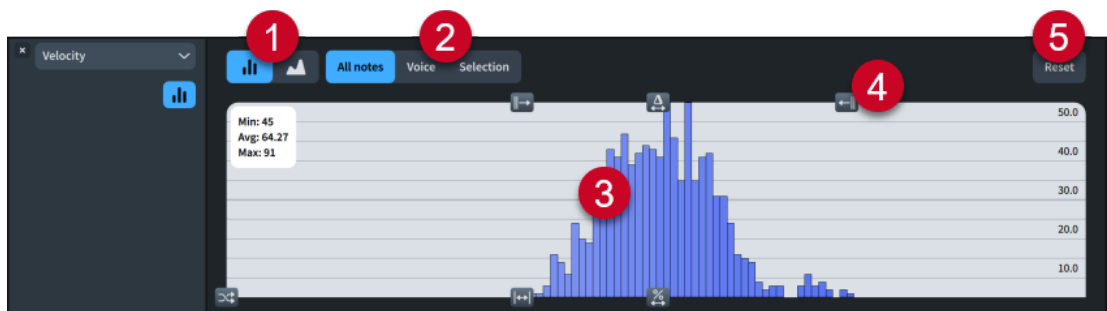 1
2
5
× Velocity
All notes Voice Selection
Reset
4
Min: 45
Avg: 64.27
Max: 91
50.0
40.0
30.0
20.0
10.0
3
%